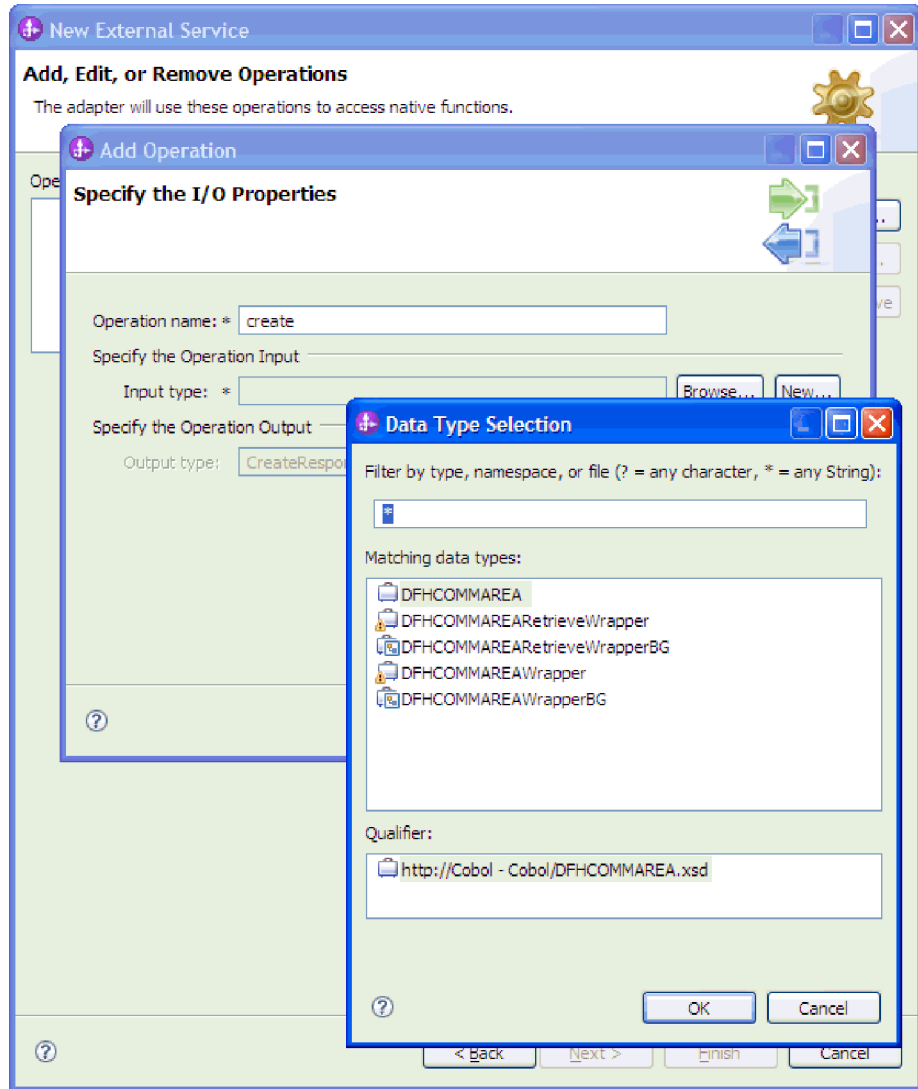 New External Service
Add, Edit, or Remove Operations
The adapter will use these operations to access native functions.
Add Operation
Specify the I/O Properties
Operation name: * create
Specify the Operation Input
Input type: * Browse... New...
Specify the Operation Output
Output type:
Data Type Selection
Filter by type, namespace, or file (? = any character, * = any String):
*
Matching data types:
DFHCOMMAREA
DFHCOMMAREARetrieveWrapper
DFHCOMMAREARetrieveWrapperBG
DFHCOMMAREAWrapper
DFHCOMMAREAWrapperBG
Qualifier:
http://Cobol - Cobol/DFHCOMMAREA.xsd
OK Cancel
< Back Next > Finish Cancel